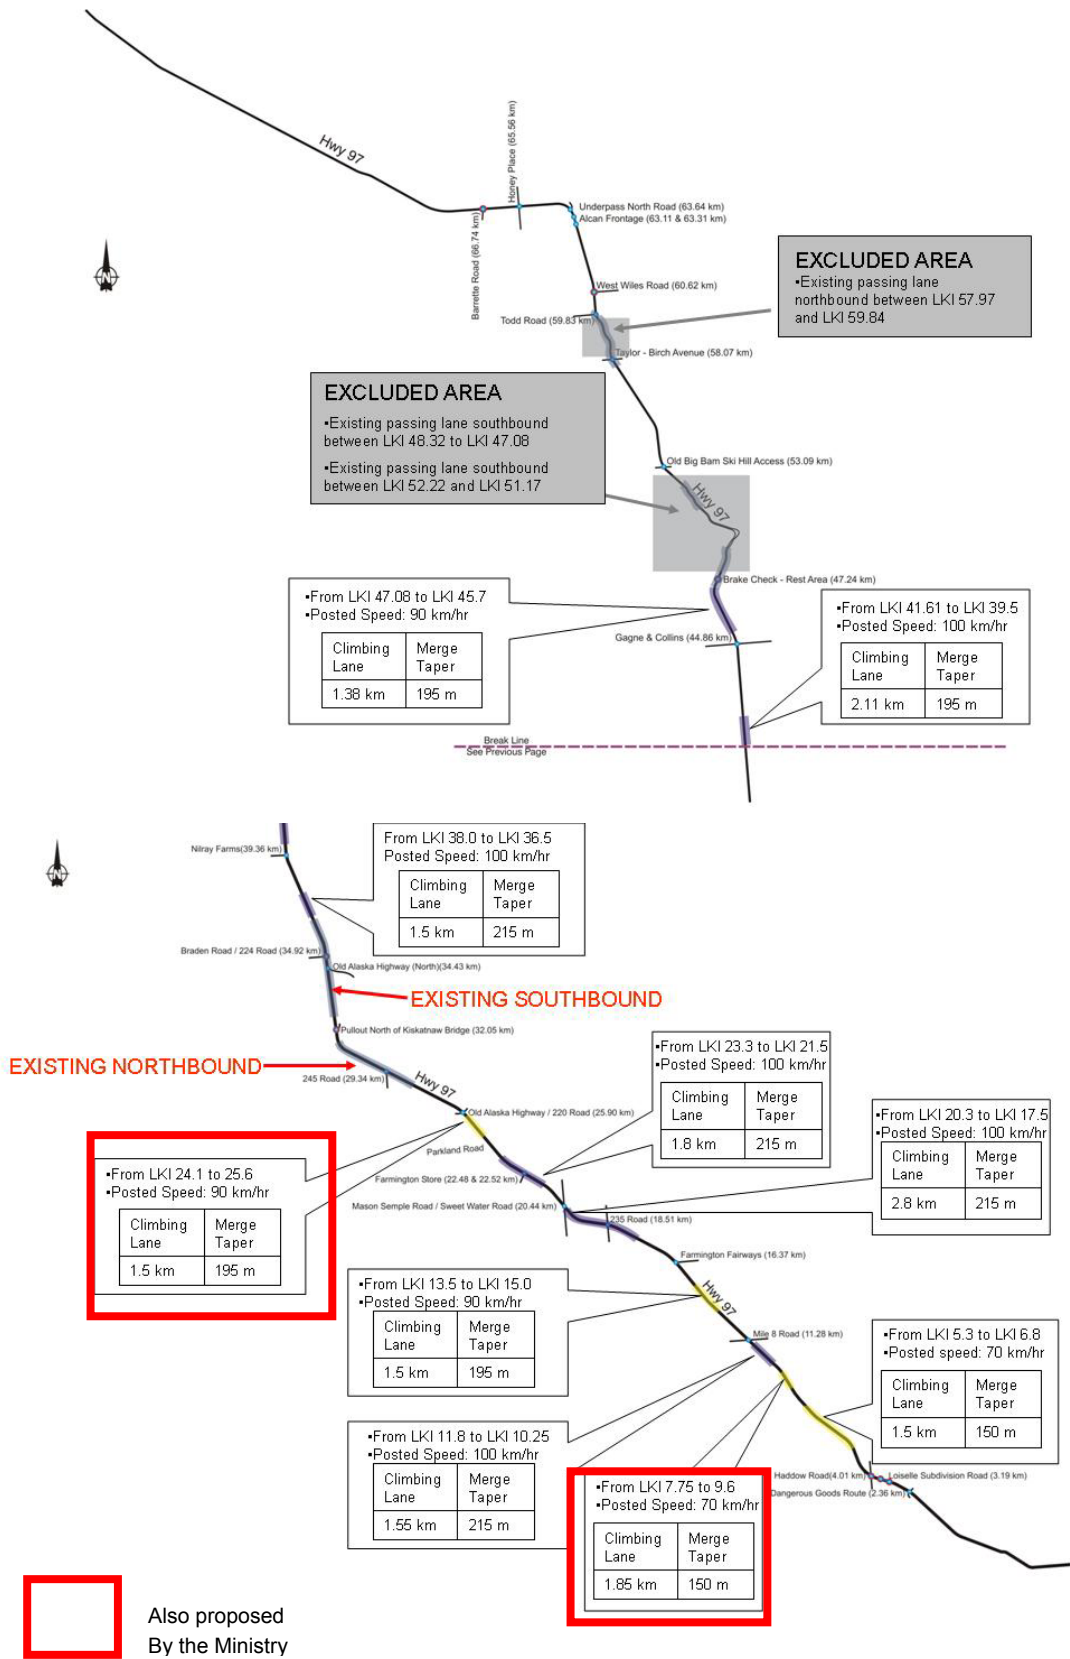 Hwy 97
Honey Place (65.56 km)
Barrette Road (66.74 km)
Underpass North Road (63.64 km)
Alcan Frontage (63.11 & 63.31 km)
N
West Wiles Road (60.62 km)
Todd Road (59.83 km)
Taylor - Birch Avenue (58.07 km)
EXCLUDED AREA
▪Existing passing lane
northbound between LKI 57.97
and LKI 59.84
EXCLUDED AREA
▪Existing passing lane southbound
between LKI 48.32 to LKI 47.08
▪Existing passing lane southbound
between LKI 52.22 and LKI 51.17
Old Big Bam Ski Hill Access (53.09 km)
Hwy 97
Brake Check - Rest Area (47.24 km)
▪From LKI 47.08 to LKI 45.7
▪Posted Speed: 90 km/hr
Climbing Lane Merge Taper
1.38 km 195 m
Gagne & Collins (44.86 km)
▪From LKI 41.61 to LKI 39.5
▪Posted Speed: 100 km/hr
Climbing Lane Merge Taper
2.11 km 195 m
Break Line
See Previous Page
N
Nilray Farms(39.36 km)
From LKI 38.0 to LKI 36.5
Posted Speed: 100 km/hr
Climbing Lane Merge Taper
1.5 km 215 m
Braden Road / 224 Road (34.92 km)
Old Alaska Highway (North)(34.43 km)
EXISTING SOUTHBOUND
Pullout North of Kiskatnaw Bridge (32.05 km)
EXISTING NORTHBOUND
245 Road (29.34 km)
Hwy 97
Old Alaska Highway / 220 Road (25.90 km)
Parkland Road
▪From LKI 23.3 to LKI 21.5
▪Posted Speed: 100 km/hr
Climbing Lane Merge Taper
1.8 km 215 m
▪From LKI 20.3 to LKI 17.5
▪Posted Speed: 100 km/hr
Climbing Lane Merge Taper
2.8 km 215 m
▪From LKI 24.1 to 25.6
▪Posted Speed: 90 km/hr
Climbing Lane Merge Taper
1.5 km 195 m
Farmington Store (22.48 & 22.52 km)
Mason Semple Road / Sweet Water Road (20.44 km)
235 Road (18.51 km)
Farmington Fairways (16.37 km)
Hwy 97
▪From LKI 13.5 to LKI 15.0
▪Posted Speed: 90 km/hr
Climbing Lane Merge Taper
1.5 km 195 m
Mile 8 Road (11.28 km)
▪From LKI 5.3 to LKI 6.8
▪Posted speed: 70 km/hr
Climbing Lane Merge Taper
1.5 km 150 m
▪From LKI 11.8 to LKI 10.25
▪Posted Speed: 100 km/hr
Climbing Lane Merge Taper
1.55 km 215 m
▪From LKI 7.75 to 9.6
▪Posted Speed: 70 km/hr
Climbing Lane Merge Taper
1.85 km 150 m
Haddow Road(4.01 km)
Loiselle Subdivision Road (3.19 km)
Dangerous Goods Route (2.36 km)
Also proposed
By the Ministry